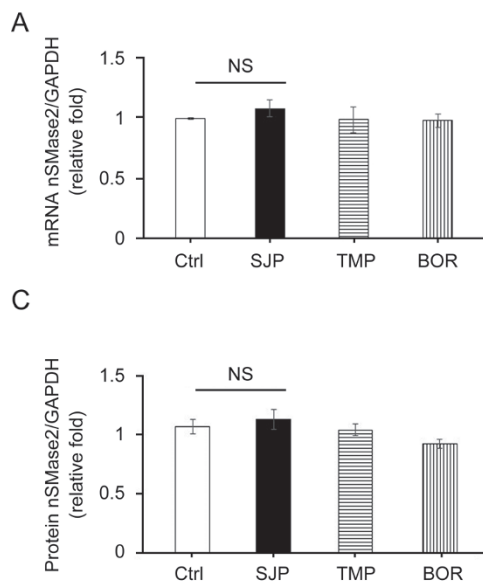 A
mRNA nSMase2/GAPDH
(relative fold)
1.5
1
0.5
0
NS
Ctrl SJP TMP BOR
C
Protein nSMase2/GAPDH
(relative fold)
1.5
1
0.5
0
NS
Ctrl SJP TMP BOR